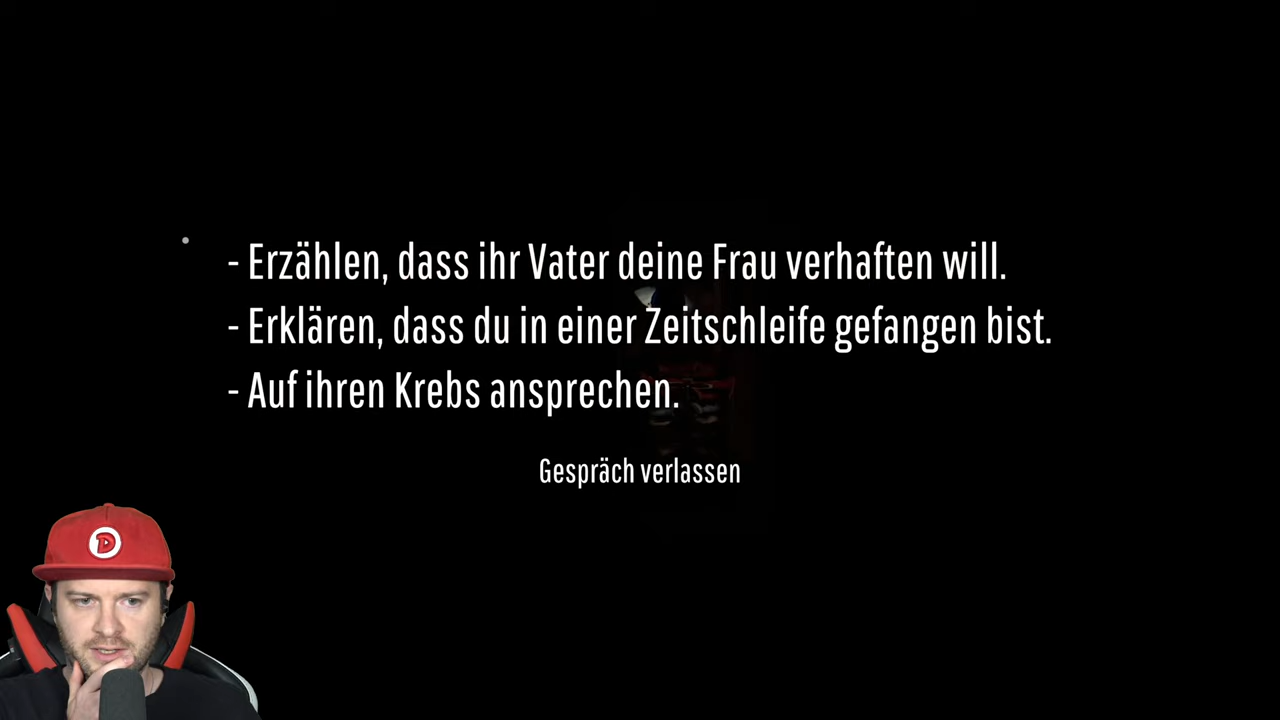 - Erzählen, dass ihr Vater deine Frau verhaften will.
- Erklären, dass du in einer Zeitschleife gefangen bist.
- Auf ihren Krebs ansprechen.
Gespräch verlassen
D